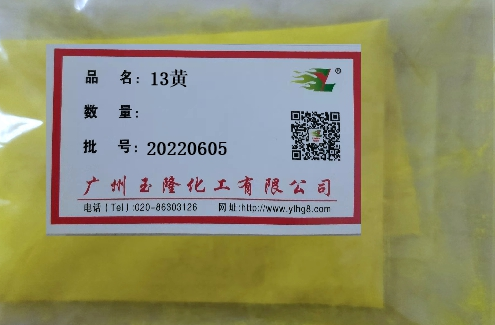 品 名: 13黄
数 量:
批 号: 20220605
广州玉隆化工有限公司
电话(Tel):020-86303126 网址:http://www.ylhg8.com